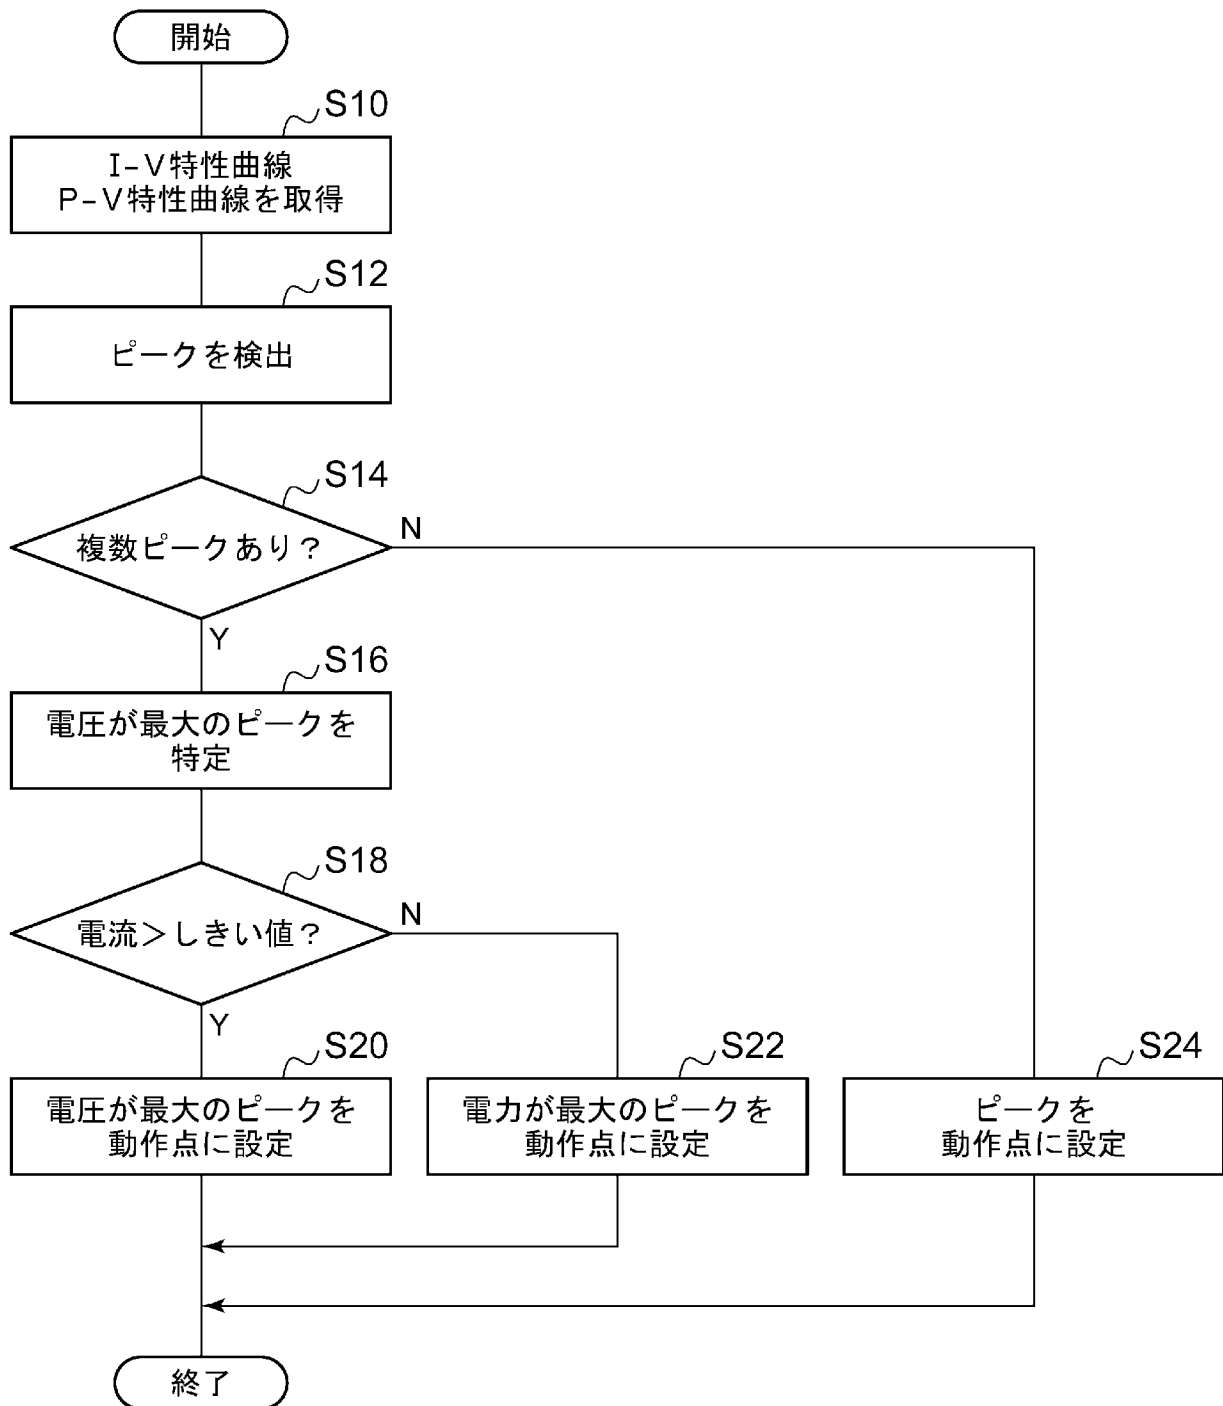 開始
S10
I-V特性曲線
P-V特性曲線を取得
S12
ピークを検出
S14
複数ピークあり?
N
Y
S16
電圧が最大のピークを
特定
S18
電流>しきい値?
N
Y
S20
電圧が最大のピークを
動作点に設定
S22
電力が最大のピークを
動作点に設定
S24
ピークを
動作点に設定
終了